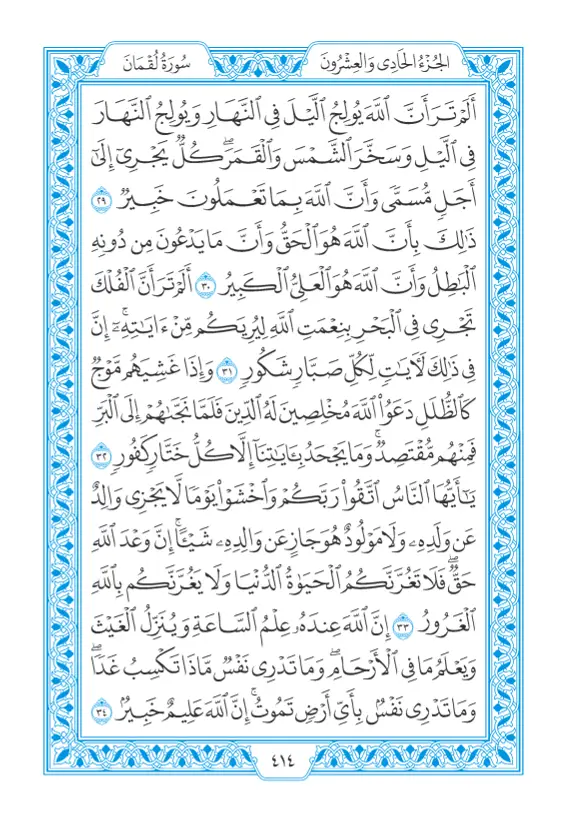 الجُزْءُ الحَادِى وَالعِشْرُونَ
سُورَةُ لُقْمَانَ
أَلَمْ تَرَ أَنَّ ٱللَّهَ يُولِجُ ٱلَّيْلَ فِى ٱلنَّهَارِ وَيُولِجُ ٱلنَّهَارَ
فِى ٱلَّيْلِ وَسَخَّرَ ٱلشَّمْسَ وَٱلْقَمَرَۖ كُلٌّ يَجْرِىٓ إِلَىٰٓ
أَجَلٍ مُّسَمًّى وَأَنَّ ٱللَّهَ بِمَا تَعْمَلُونَ خَبِيرٌ ٢٩
ذَٰلِكَ بِأَنَّ ٱللَّهَ هُوَ ٱلْحَقُّ وَأَنَّ مَا يَدْعُونَ مِن دُونِهِ
ٱلْبَٰطِلُ وَأَنَّ ٱللَّهَ هُوَ ٱلْعَلِىُّ ٱلْكَبِيرُ ٣٠ أَلَمْ تَرَ أَنَّ ٱلْفُلْكَ
تَجْرِى فِى ٱلْبَحْرِ بِنِعْمَتِ ٱللَّهِ لِيُرِيَكُم مِّنْ ءَايَٰتِهِۦٓۚ إِنَّ
فِى ذَٰلِكَ لَءَايَٰتٍ لِّكُلِّ صَبَّارٍ شَكُورٍ ٣١ وَإِذَا غَشِيَهُم مَّوْجٌ
كَٱلظُّلَلِ دَعَوُا۟ ٱللَّهَ مُخْلِصِينَ لَهُ ٱلدِّينَ فَلَمَّا نَجَّىٰهُمْ إِلَى ٱلْبَرِّ
فَمِنْهُم مُّقْتَصِدٌۚ وَمَا يَجْحَدُ بِـَٔايَٰتِنَآ إِلَّا كُلُّ خَتَّارٍ كَفُورٍ ٣٢
يَٰٓأَيُّهَا ٱلنَّاسُ ٱتَّقُوا۟ رَبَّكُمْ وَٱخْشَوْا۟ يَوْمًا لَّا يَجْزِى وَالِدٌ
عَن وَلَدِهِۦ وَلَا مَوْلُودٌ هُوَ جَازٍ عَن وَالِدِهِۦ شَيْـًٔاۚ إِنَّ وَعْدَ ٱللَّهِ
حَقٌّۖ فَلَا تَغُرَّنَّكُمُ ٱلْحَيَوٰةُ ٱلدُّنْيَا وَلَا يَغُرَّنَّكُم بِٱللَّهِ
ٱلْغَرُورُ ٣٣ إِنَّ ٱللَّهَ عِندَهُۥ عِلْمُ ٱلسَّاعَةِ وَيُنَزِّلُ ٱلْغَيْثَ
وَيَعْلَمُ مَا فِى ٱلْأَرْحَامِۖ وَمَا تَدْرِى نَفْسٌ مَّاذَا تَكْسِبُ غَدًاۖ
وَمَا تَدْرِى نَفْسٌۢ بِأَىِّ أَرْضٍ تَمُوتُۚ إِنَّ ٱللَّهَ عَلِيمٌ خَبِيرٌۢ ٣٤
٤١٤